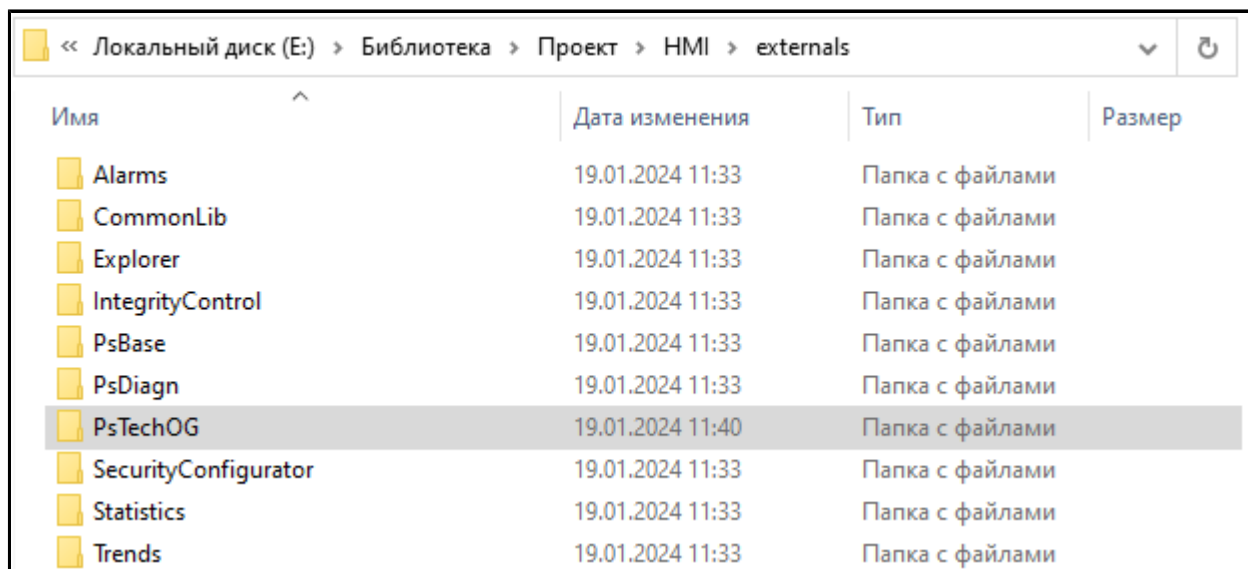 « Локальный диск (E:) > Библиотека > Проект > HMI > externals
Имя Дата изменения Тип Размер
Alarms 19.01.2024 11:33 Папка с файлами
CommonLib 19.01.2024 11:33 Папка с файлами
Explorer 19.01.2024 11:33 Папка с файлами
IntegrityControl 19.01.2024 11:33 Папка с файлами
PsBase 19.01.2024 11:33 Папка с файлами
PsDiagn 19.01.2024 11:33 Папка с файлами
PsTechOG 19.01.2024 11:40 Папка с файлами
SecurityConfigurator 19.01.2024 11:33 Папка с файлами
Statistics 19.01.2024 11:33 Папка с файлами
Trends 19.01.2024 11:33 Папка с файлами